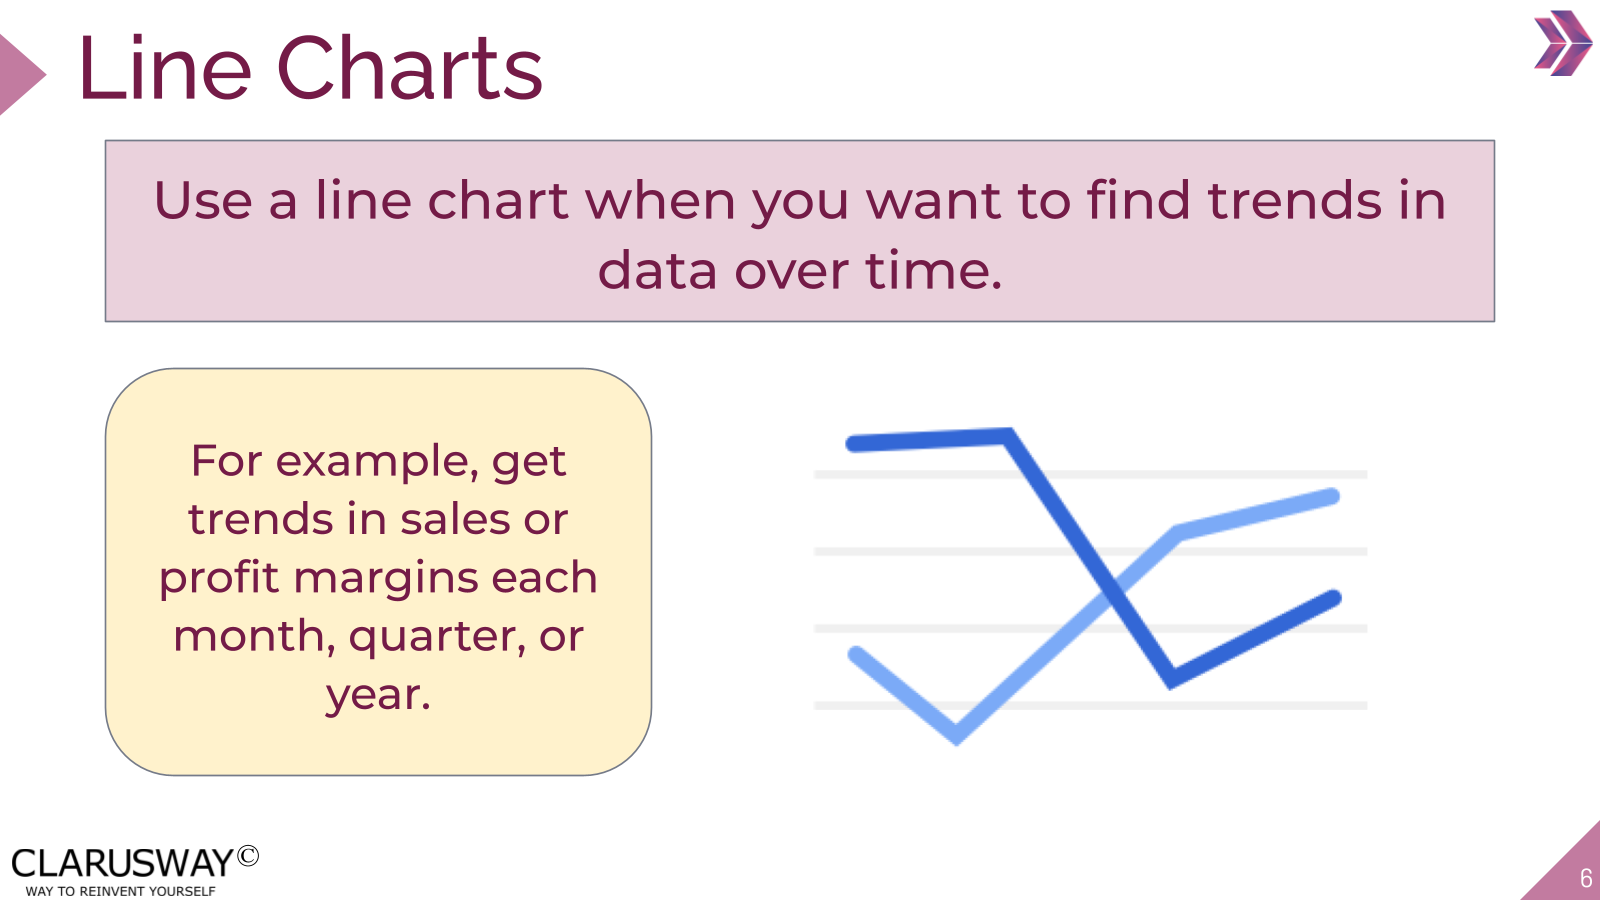 Line Charts
Use a line chart when you want to find trends in
data over time.
For example, get
trends in sales or
profit margins each
month, quarter, or
year.
CLARUSWAY©
WAY TO REINVENT YOURSELF
6